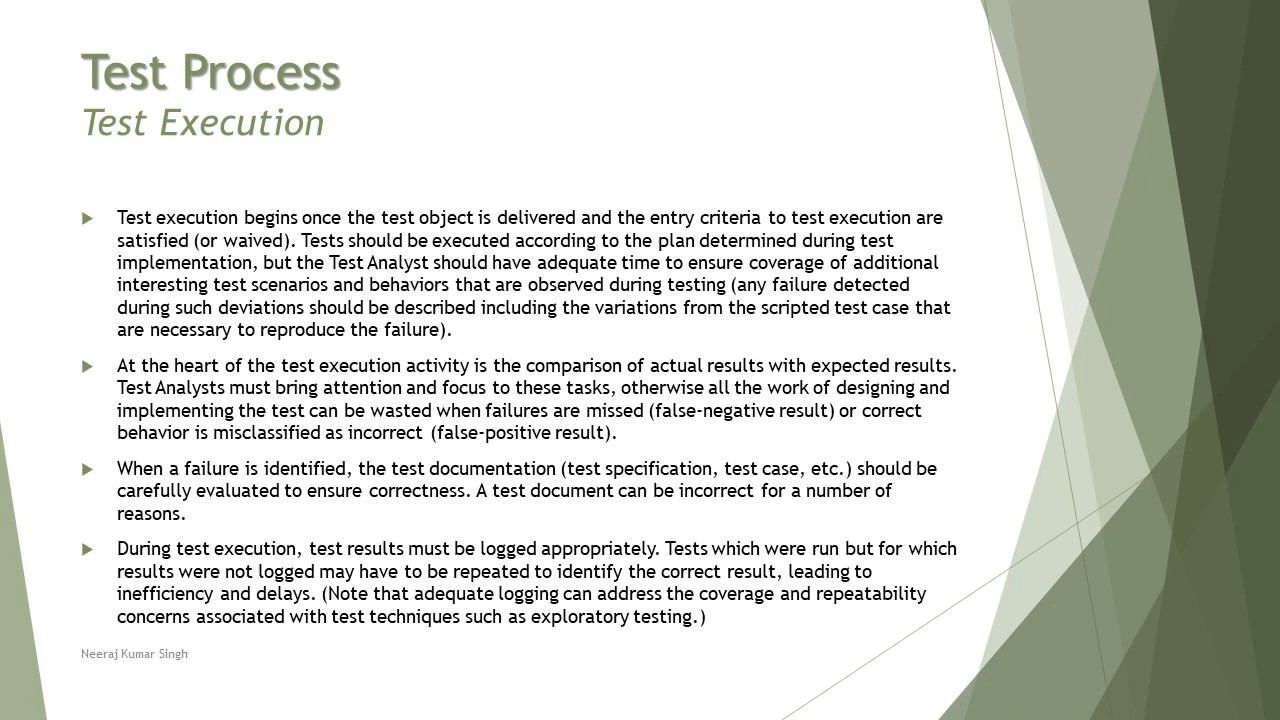 Test Process
Test Execution
Test execution begins once the test object is delivered and the entry criteria to test execution are
satisfied (or waived). Tests should be executed according to the plan determined during test
implementation, but the Test Analyst should have adequate time to ensure coverage of additional
interesting test scenarios and behaviors that are observed during testing (any failure detected
during such deviations should be described including the variations from the scripted test case that
are necessary to reproduce the failure).
At the heart of the test execution activity is the comparison of actual results with expected results.
Test Analysts must bring attention and focus to these tasks, otherwise all the work of designing and
implementing the test can be wasted when failures are missed (false-negative result) or correct
behavior is misclassified as incorrect (false-positive result).
When a failure is identified, the test documentation (test specification, test case, etc.) should be
carefully evaluated to ensure correctness. A test document can be incorrect for a number of
reasons.
During test execution, test results must be logged appropriately. Tests which were run but for which
results were not logged may have to be repeated to identify the correct result, leading to
inefficiency and delays. (Note that adequate logging can address the coverage and repeatability
concerns associated with test techniques such as exploratory testing.)
Neeraj Kumar Singh